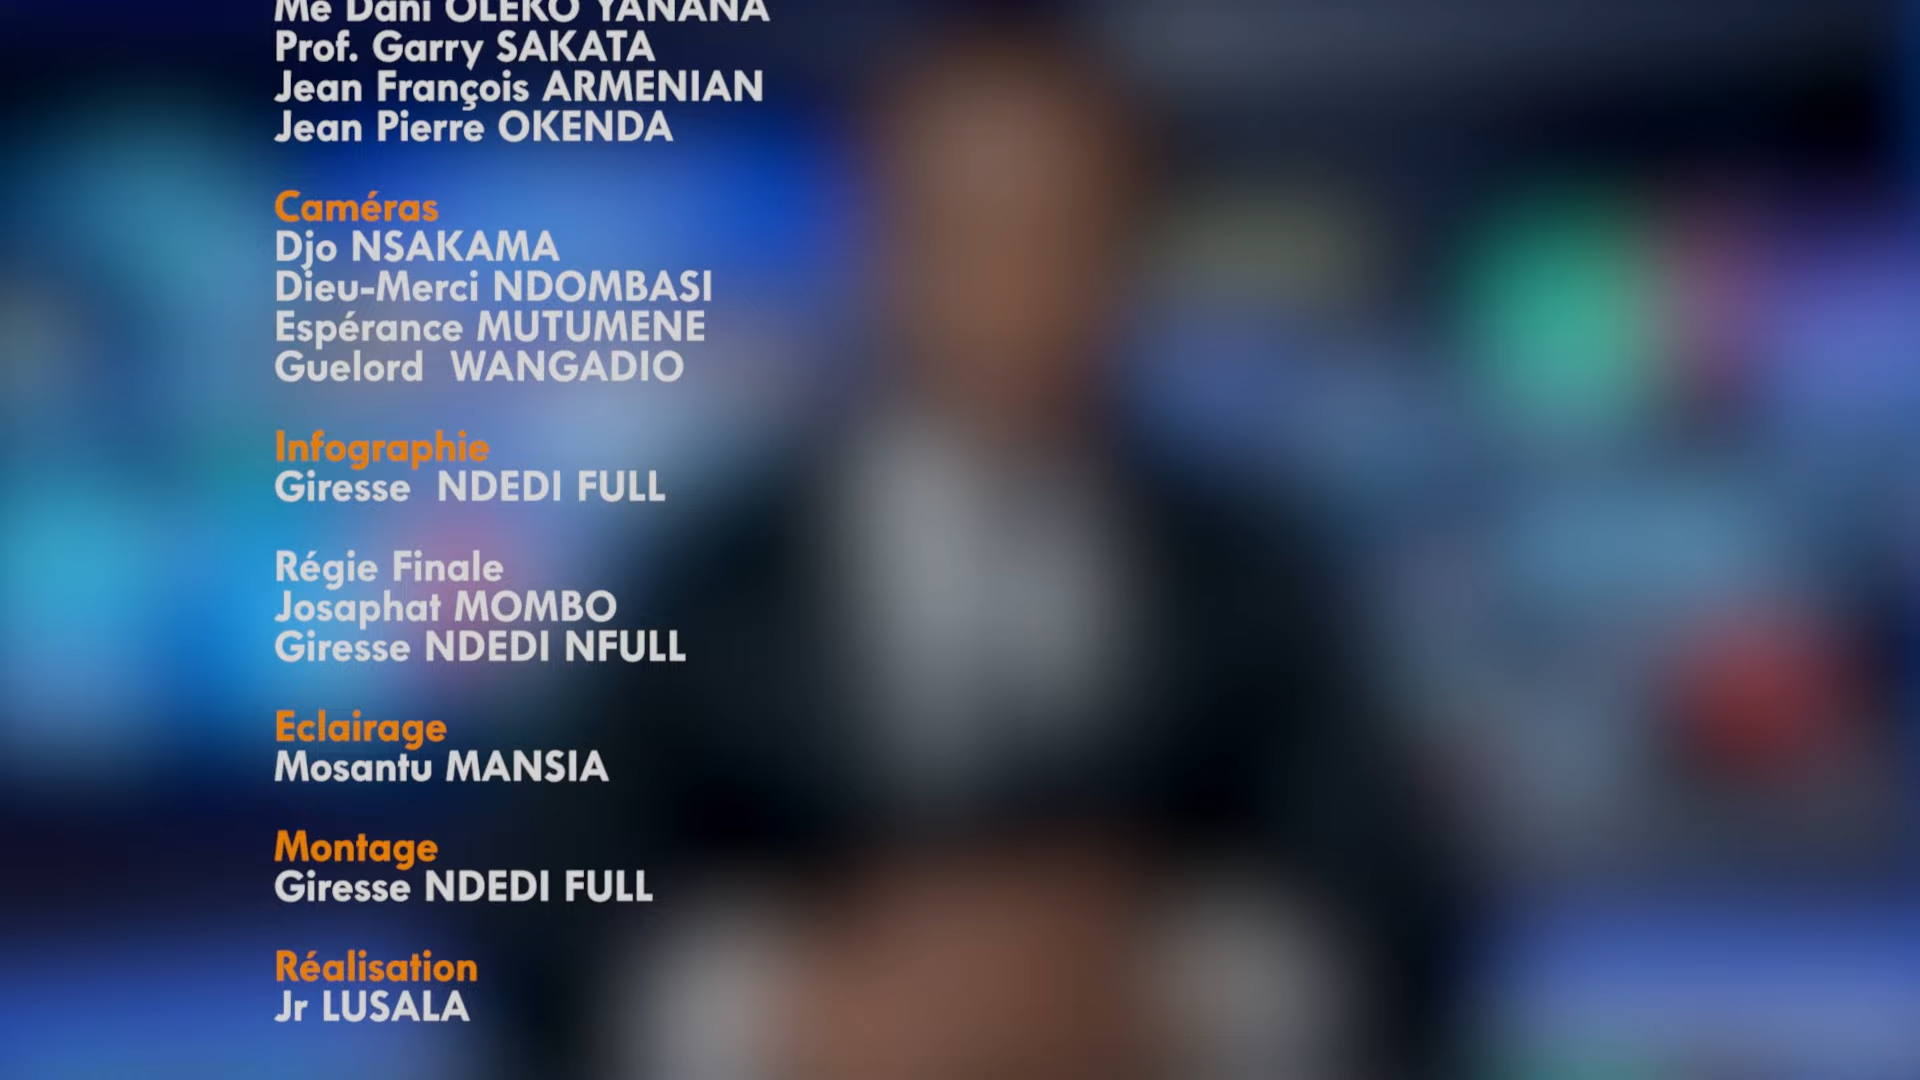 Me Dani OLEKO YANANA
Prof. Garry SAKATA
Jean François ARMENIAN
Jean Pierre OKENDA
Caméras
Djo NSAKAMA
Dieu-Merci NDOMBASI
Espérance MUTUMENE
Guelord WANGADIO
Infographie
Giresse NDEDI FULL
Régie Finale
Josaphat MOMBO
Giresse NDEDI NFULL
Eclairage
Mosantu MANSIA
Montage
Giresse NDEDI FULL
Réalisation
Jr LUSALA